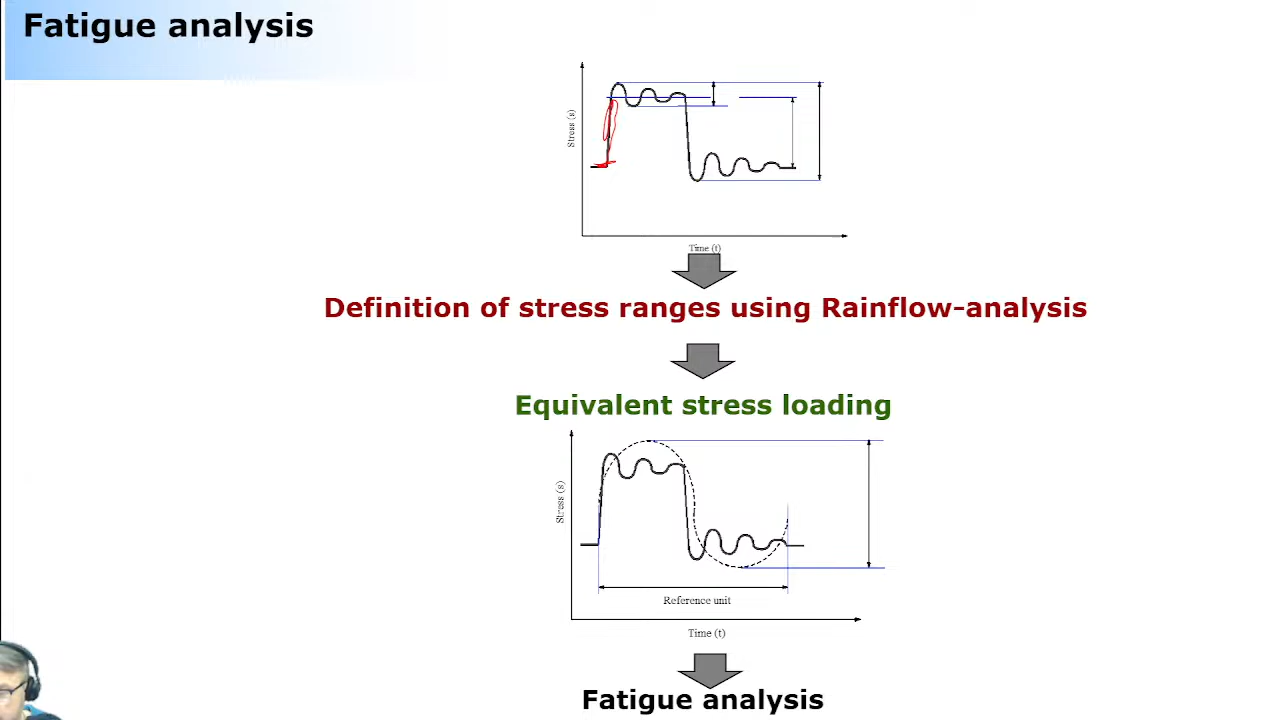 Fatigue analysis
Stress (s)
Time (t)
Definition of stress ranges using Rainflow-analysis
Equivalent stress loading
Stress (s)
Reference unit
Time (t)
Fatigue analysis